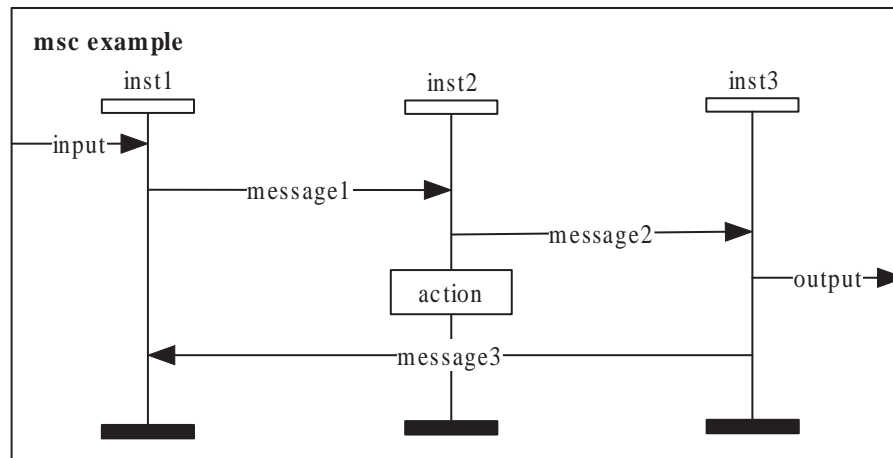 msc example
inst1
inst2
inst3
input
message1
message2
action
output
message3